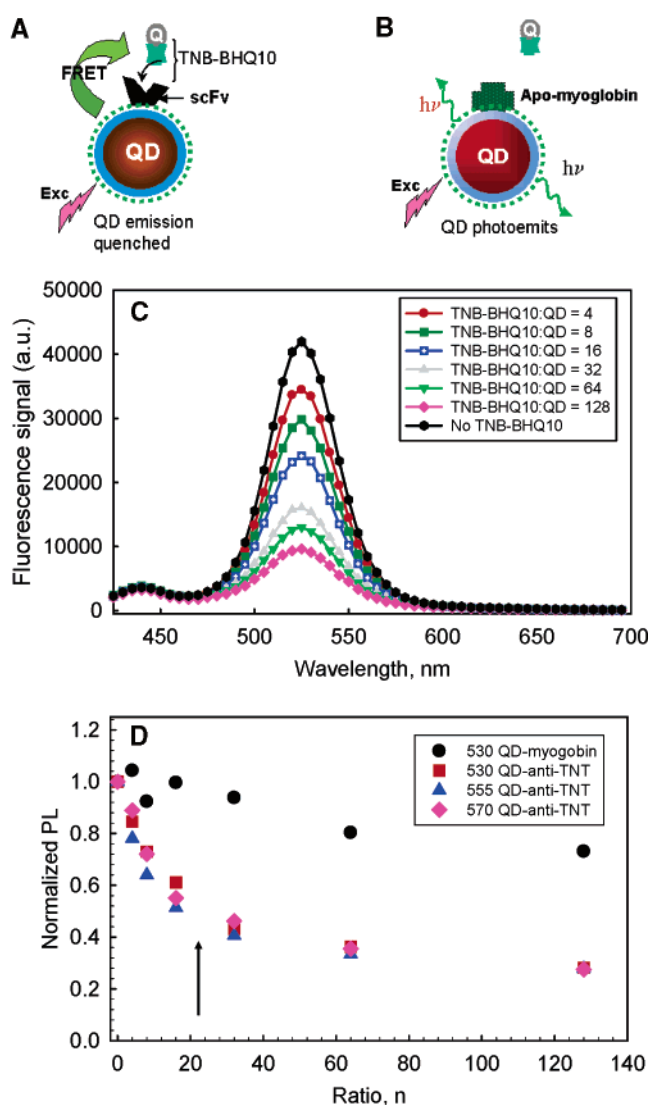 A
Q
TNB-BHQ10
FRET
scFv
QD
Exc
QD emission
quenched
B
Q
Apo-myoglobin
hν
QD
hν
Exc
QD photoemits
C
Fluorescence signal (a.u.)
50000
40000
30000
20000
10000
0
450 500 550 600 650 700
Wavelength, nm
TNB-BHQ10:QD = 4
TNB-BHQ10:QD = 8
TNB-BHQ10:QD = 16
TNB-BHQ10:QD = 32
TNB-BHQ10:QD = 64
TNB-BHQ10:QD = 128
No TNB-BHQ10
D
Normalized PL
1.2
1.0
0.8
0.6
0.4
0.2
0.0
0 20 40 60 80 100 120 140
Ratio, n
530 QD-myogobin
530 QD-anti-TNT
555 QD-anti-TNT
570 QD-anti-TNT